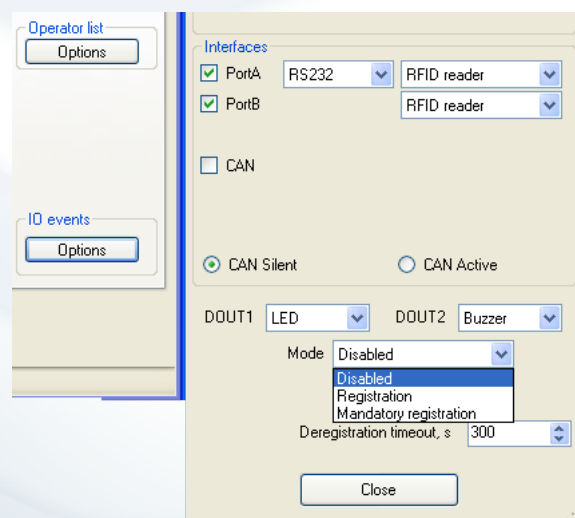 Operator list
Options
IO events
Options
Interfaces
PortA RS232 RFID reader
PortB RFID reader
CAN
CAN Silent CAN Active
DOUT1 LED DOUT2 Buzzer
Mode Disabled
Disabled
Registration
Mandatory registration
Deregistration timeout, s 300
Close